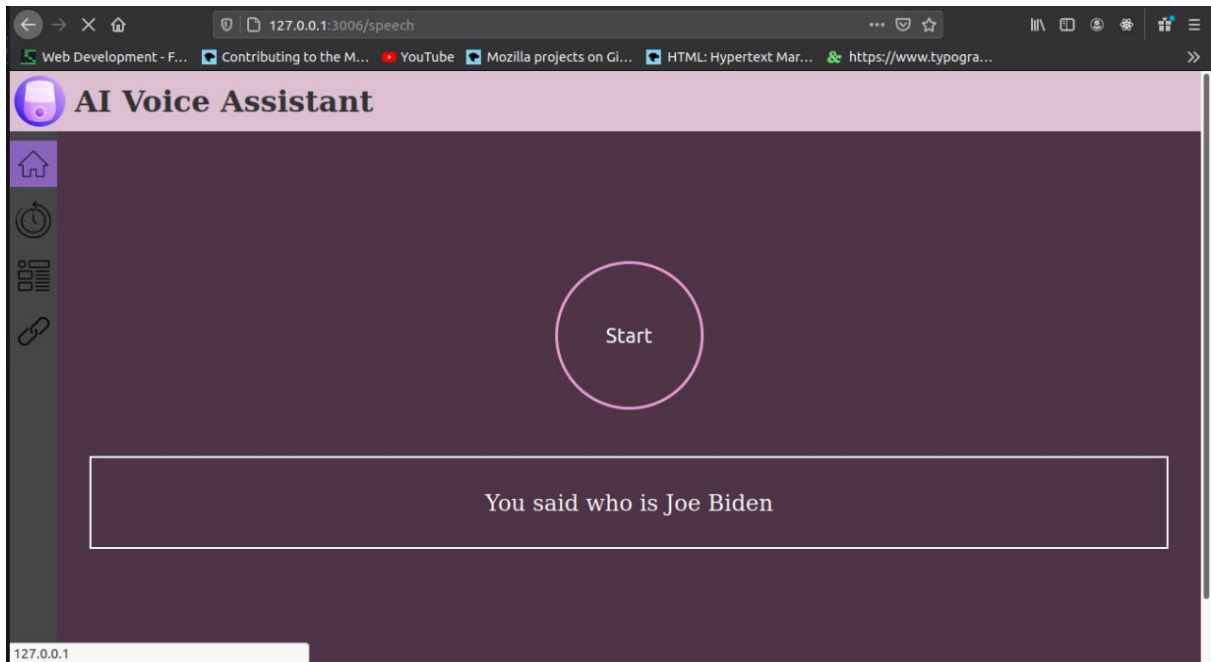 127.0.0.1:3006/speech
Web Development - F... Contributing to the M... YouTube Mozilla projects on Gi... HTML: Hypertext Mar... https://www.typogra...
AI Voice Assistant
Start
You said who is Joe Biden
127.0.0.1